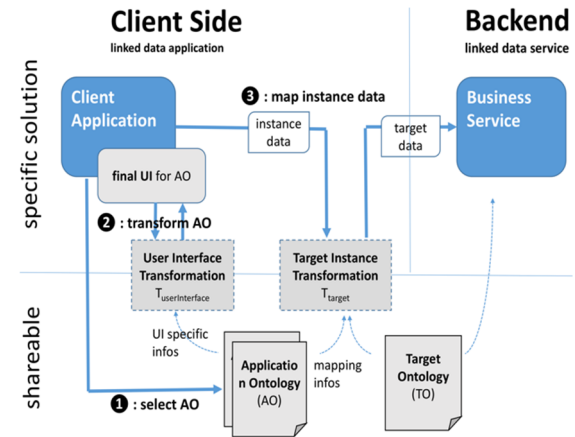 Client Side
linked data application
Backend
linked data service
specific solution
shareable
Client
Application
final UI for AO
❸ : map instance data
instance
data
target
data
Business
Service
❷ : transform AO
User Interface
Transformation
TuserInterface
Target Instance
Transformation
Ttarget
UI specific
infos
A
Applicatio
n Ontology
(AO)
mapping
infos
Target
Ontology
(TO)
❶ : select AO